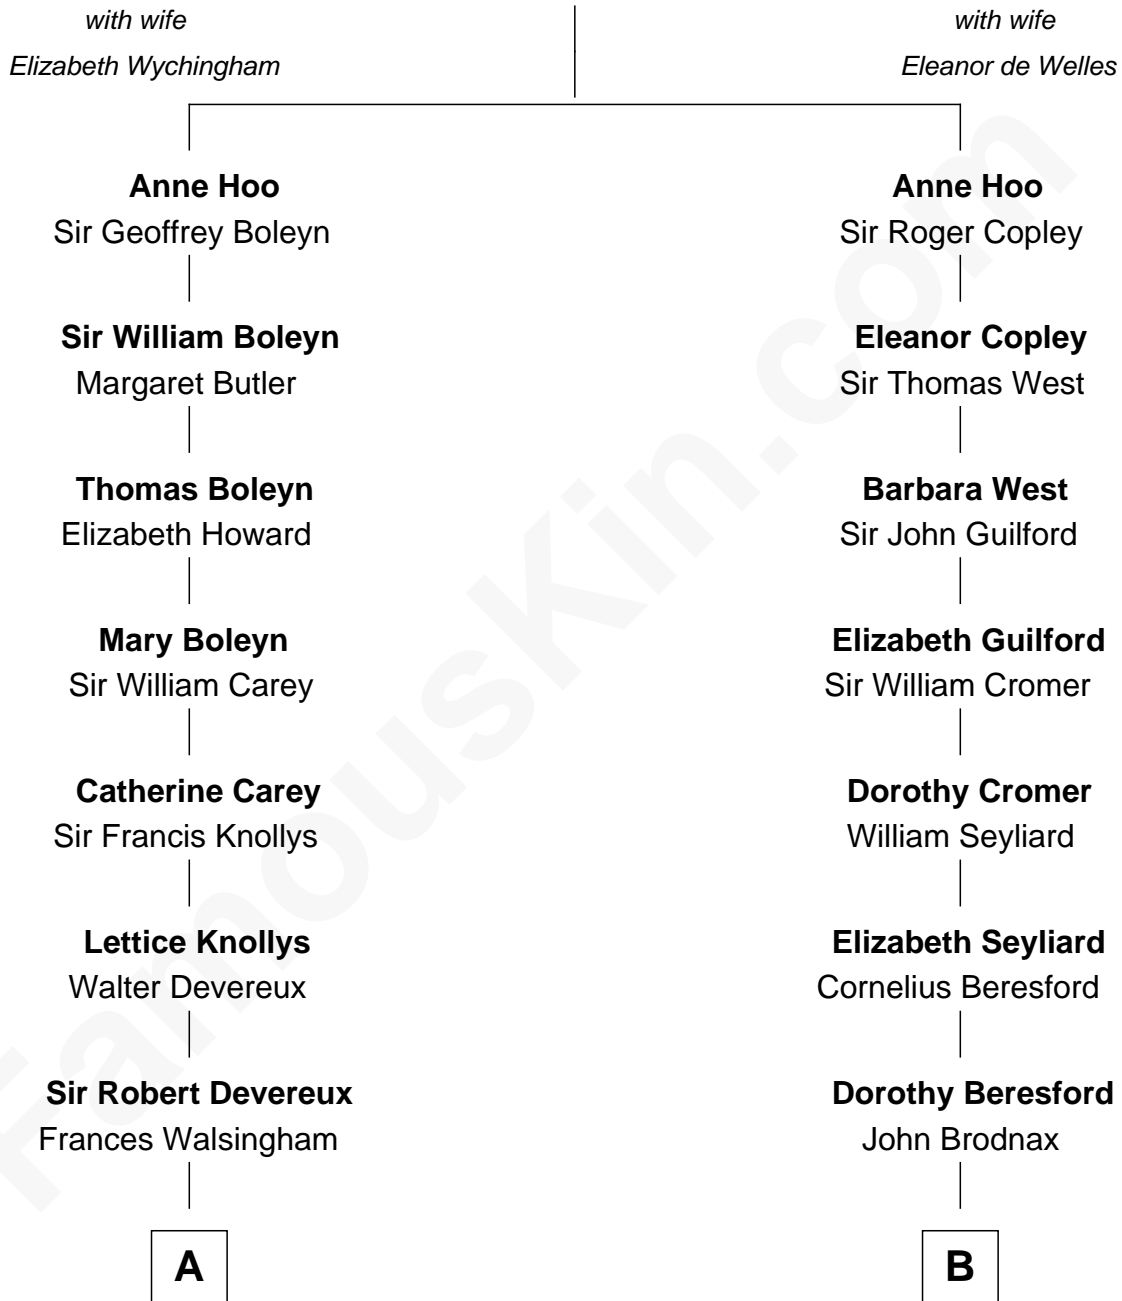 with wife
Elizabeth Wychingham
with wife
Eleanor de Welles
Anne Hoo
Sir Geoffrey Boleyn
Anne Hoo
Sir Roger Copley
Sir William Boleyn
Margaret Butler
Eleanor Copley
Sir Thomas West
Thomas Boleyn
Elizabeth Howard
Barbara West
Sir John Guilford
Mary Boleyn
Sir William Carey
Elizabeth Guilford
Sir William Cromer
Catherine Carey
Sir Francis Knollys
Dorothy Cromer
William Seyliard
Lettice Knollys
Walter Devereux
Elizabeth Seyliard
Cornelius Beresford
Sir Robert Devereux
Frances Walsingham
Dorothy Beresford
John Brodnax
A
B
FamousKin.com